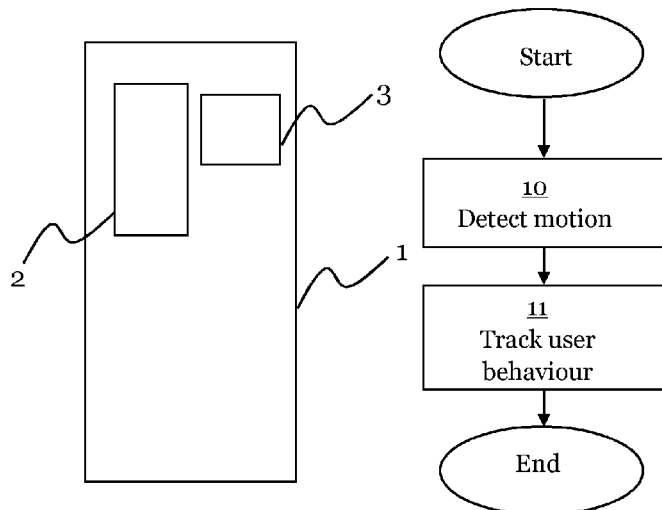 3
2
1
Start
10
Detect motion
11
Track user
behaviour
End